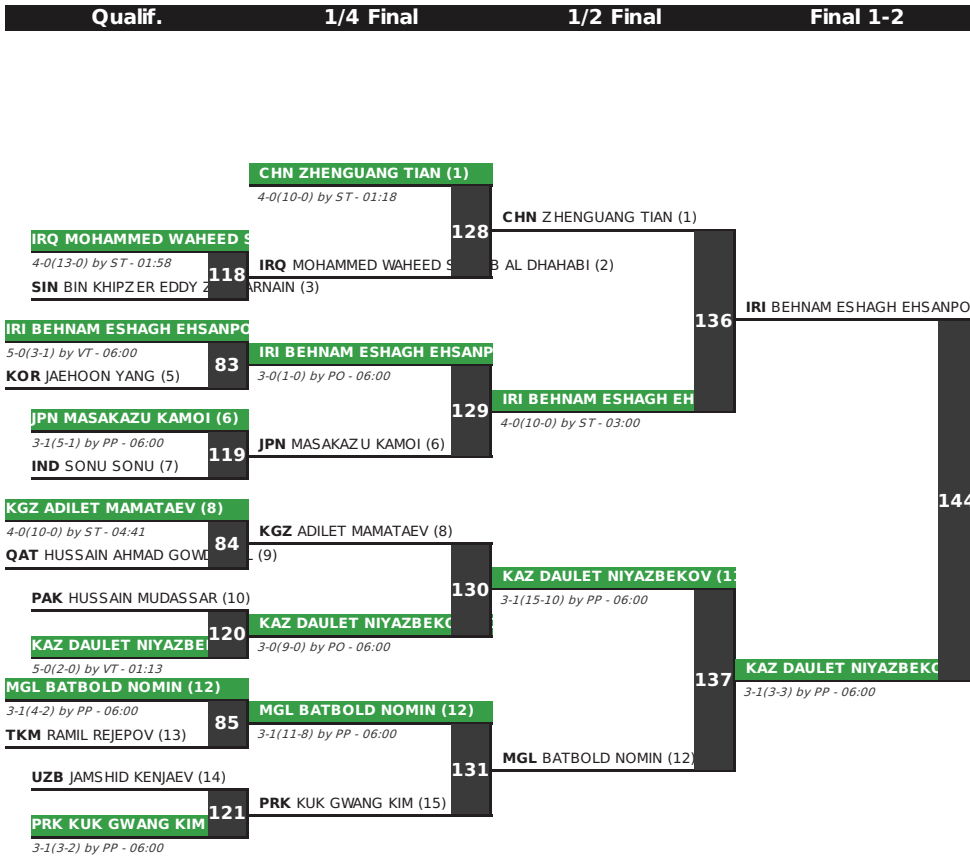 Qualif. 1/4 Final 1/2 Final Final 1-2
CHN ZHENGUANG TIAN (1)
4-0(10-0) by ST - 01:18
128
CHN ZHENGUANG TIAN (1)
IRQ MOHAMMED WAHEED
4-0(13-0) by ST - 01:58
118
SIN BIN KHIPZER EDDY
ARNAIN (3)
IRQ MOHAMMED WAHEED
AL DHAHABI (2)
136
IRI BEHNAM ESHAGH EHSANPO
IRI BEHNAM ESHAGH EHSANPO
5-0(3-1) by VT - 06:00
83
KOR JAEHOON YANG (5)
IRI BEHNAM ESHAGH EHSANP
3-0(1-0) by PO - 06:00
129
IRI BEHNAM ESHAGH EH
4-0(10-0) by ST - 03:00
JPN MASAKAZU KAMOI (6)
3-1(5-1) by PP - 06:00
119
IND SONU SONU (7)
JPN MASAKAZU KAMOI (6)
144
KGZ ADILET MAMATAEV (8)
4-0(10-0) by ST - 04:41
84
QAT HUSSAIN AHMAD
(9)
KGZ ADILET MAMATAEV (8)
130
KAZ DAULET NIYAZBEKOV (11
3-1(15-10) by PP - 06:00
PAK HUSSAIN MUDASSAR (10)
120
KAZ DAULET NIYAZBE
5-0(2-0) by VT - 01:13
KAZ DAULET NIYAZBEKO
3-0(9-0) by PO - 06:00
137
KAZ DAULET NIYAZBEKO
3-1(3-3) by PP - 06:00
MGL BATBOLD NOMIN (12)
3-1(4-2) by PP - 06:00
85
TKM RAMIL REJEPOV (13)
MGL BATBOLD NOMIN (12)
3-1(11-8) by PP - 06:00
131
MGL BATBOLD NOMIN (12)
UZB JAMSHID KENJAEV (14)
121
PRK KUK GWANG KIM
3-1(3-2) by PP - 06:00
PRK KUK GWANG KIM (15)